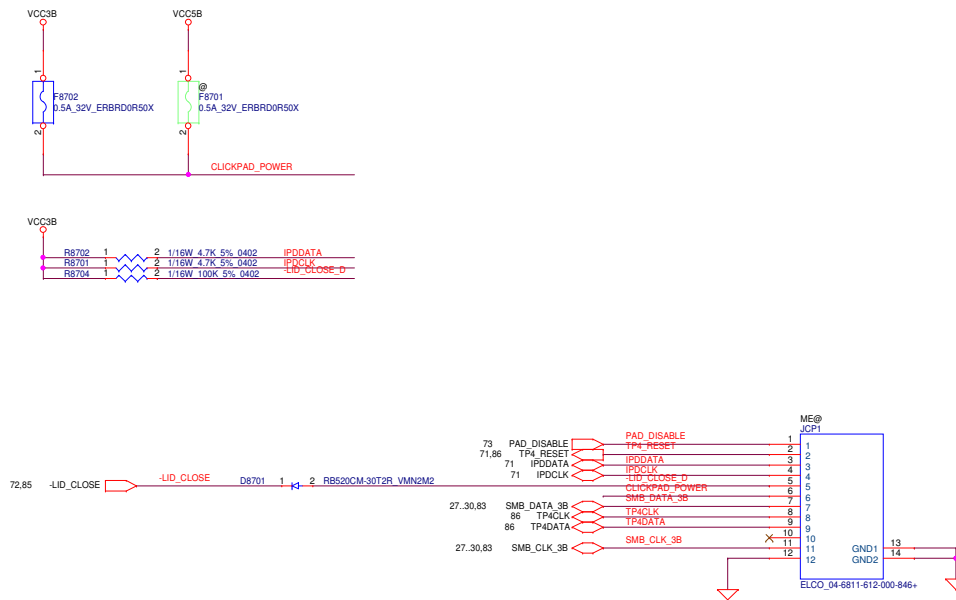 VCC3B
VCC5B
1
1
@
F8702
F8701
0.5A_32V_ERBRD0R50X
0.5A_32V_ERBRD0R50X
2
2
CLICKPAD_POWER
VCC3B
R8702 1 2 1/16W_4.7K_5%_0402 IPDDATA
R8701 1 2 1/16W_4.7K_5%_0402 IPDCLK
R8704 1 2 1/16W_100K_5%_0402 -LID_CLOSE_D
ME@
JCP1
73 PAD_DISABLE PAD_DISABLE 1 1
71,86 TP4_RESET TP4_RESET 2 2
71 IPDDATA IPDDATA 3 3
71 IPDCLK IPDCLK 4 4
72,85 -LID_CLOSE -LID_CLOSE D8701 1 2 RB520CM-30T2R_VMN2M2 -LID_CLOSE_D 5 5
CLICKPAD_POWER 6 6
27..30,83 SMB_DATA_3B SMB_DATA_3B 7 7
86 TP4CLK TP4CLK 8 8
86 TP4DATA TP4DATA 9 9
10 10
27..30,83 SMB_CLK_3B SMB_CLK_3B 11 11 GND1 13
12 12 GND2 14
ELCO_04-6811-612-000-846+